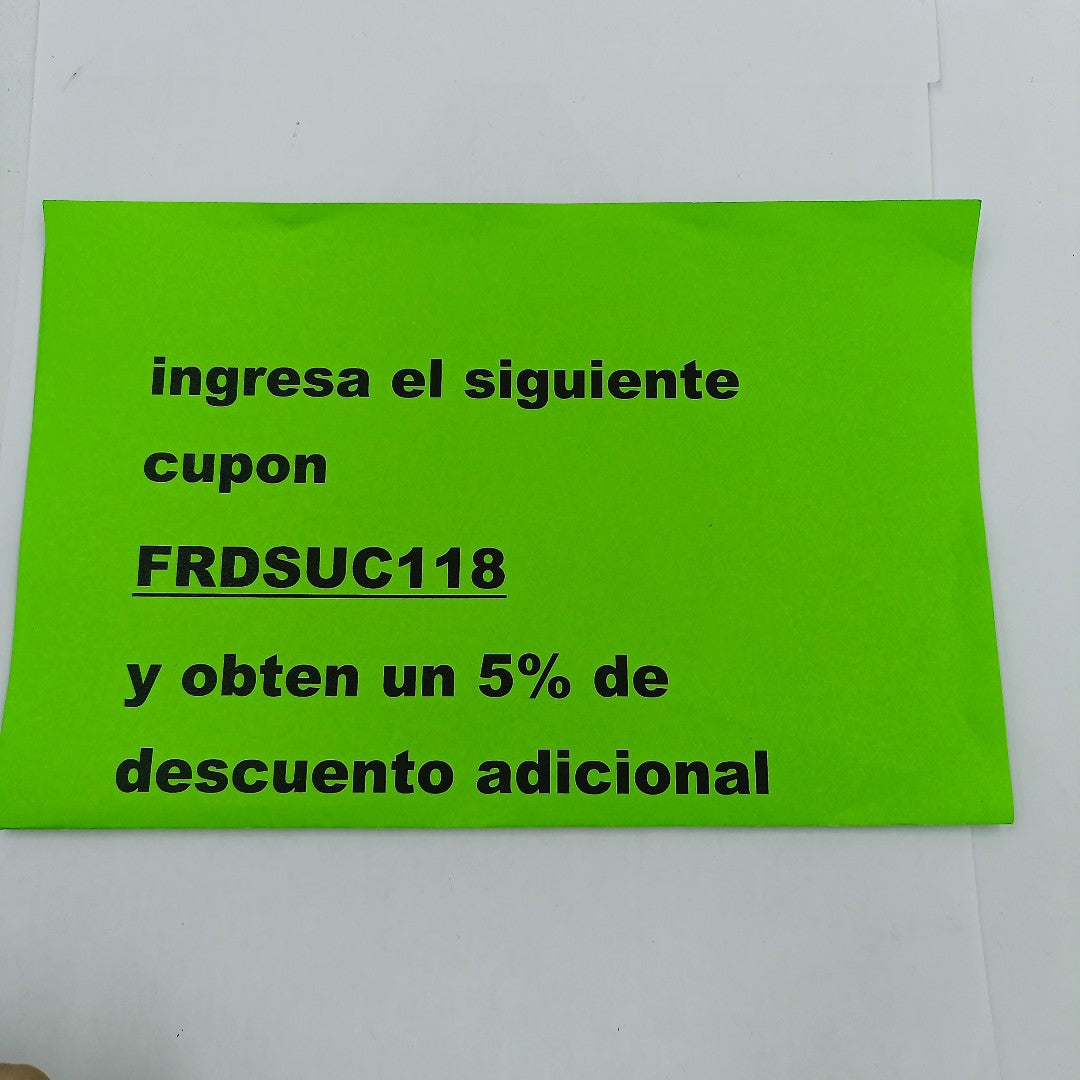 ingresa el siguiente
cupon
FRDSUC118
y obten un 5% de
descuento adicional